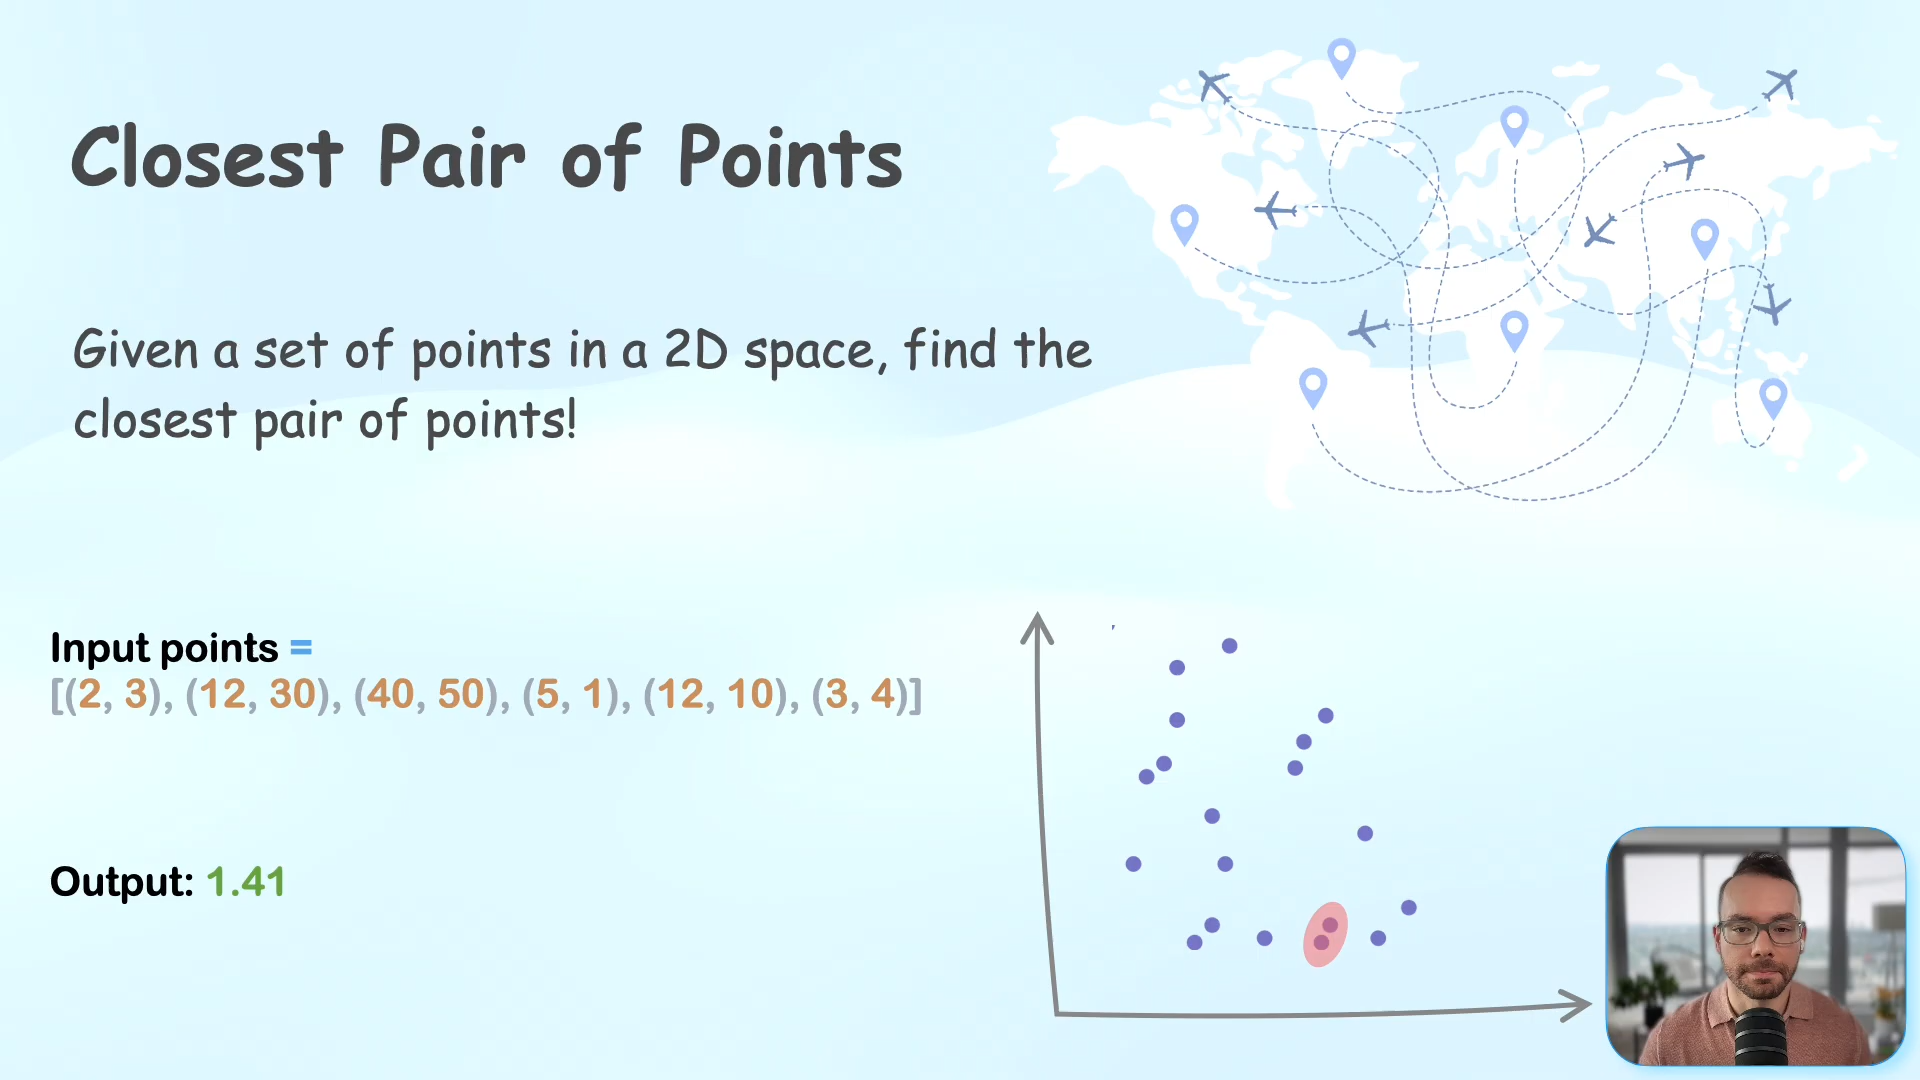 Closest Pair of Points
Given a set of points in a 2D space, find the
closest pair of points!
Input points =
[(2, 3), (12, 30), (40, 50), (5, 1), (12, 10), (3, 4)]
Output: 1.41